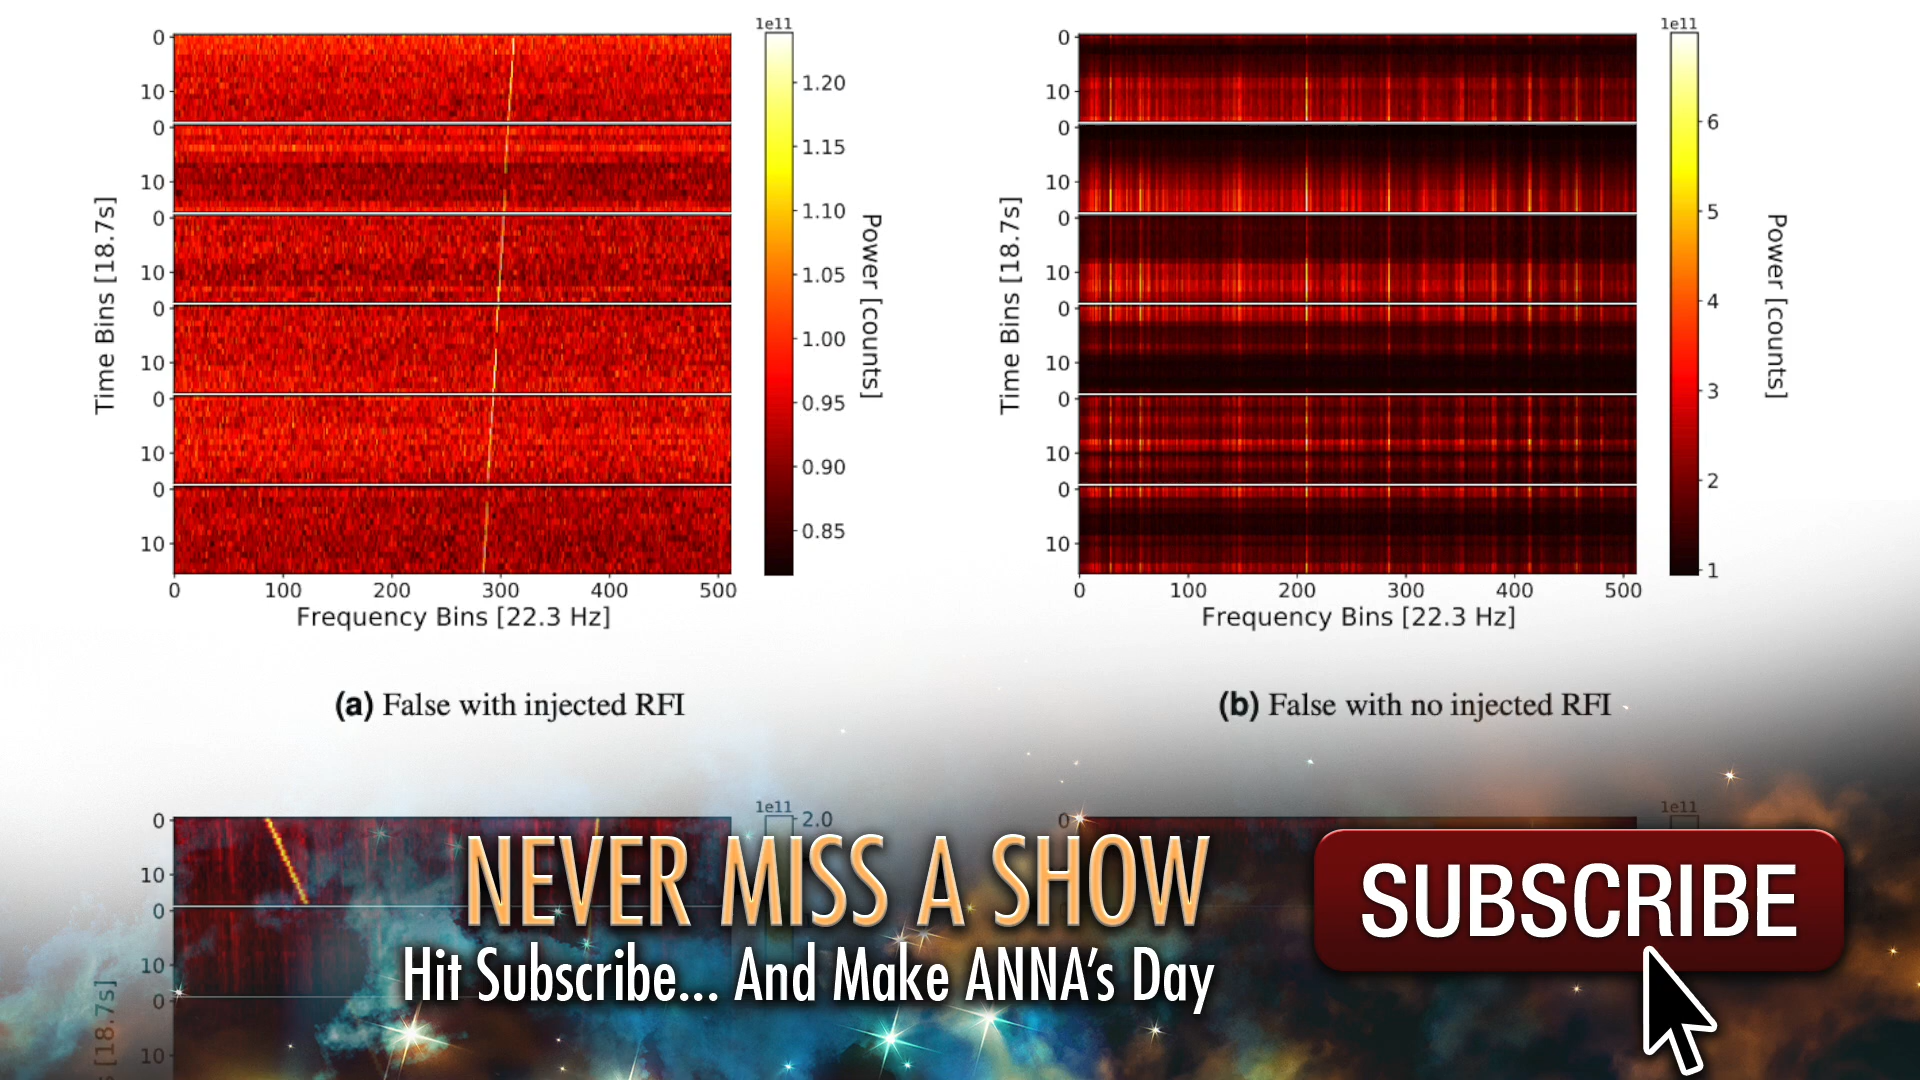 1e11
0
10
0
10
0
10
0
10
0
10
0
10
0 100 200 300 400 500
Frequency Bins [22.3 Hz]
Time Bins [18.7s]
1.20
1.15
1.10
1.05
1.00
0.95
0.90
0.85
Power [counts]
(a) False with injected RFI
1e11
0
10
0
10
0
10
0
10
0
10
0
10
0 100 200 300 400 500
Frequency Bins [22.3 Hz]
Time Bins [18.7s]
6
5
4
3
2
1
Power [counts]
(b) False with no injected RFI
1e11
2.0
0
10
0
10
0
10
[18.7s]
1e11
0
NEVER MISS A SHOW
Hit Subscribe... And Make ANNA's Day
SUBSCRIBE